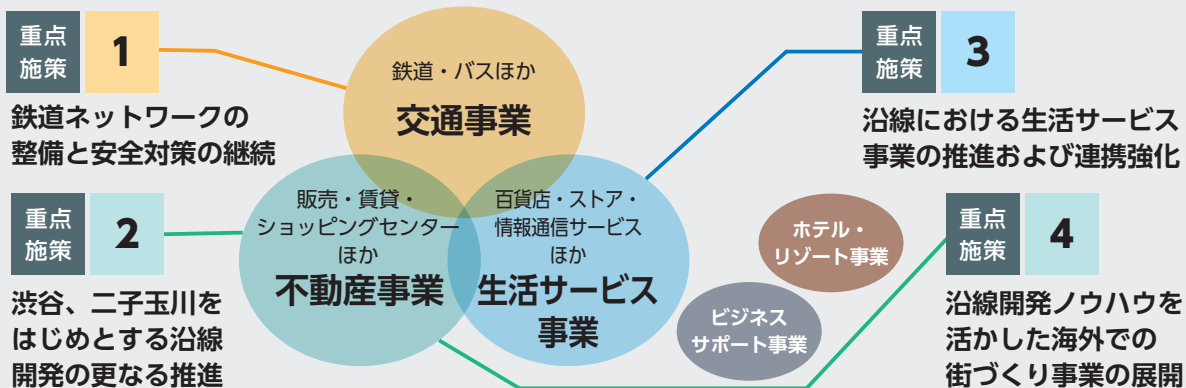 重点
施策
1
鉄道ネットワークの
整備と安全対策の継続
重点
施策
2
渋谷、二子玉川を
はじめとする沿線
開発の更なる推進
鉄道・バスほか
交通事業
販売・賃貸・
ショッピングセンター
ほか
不動産事業
百貨店・ストア・
情報通信サービス
ほか
生活サービス
事業
ホテル・
リゾート事業
ビジネス
サポート事業
重点
施策
3
沿線における生活サービス
事業の推進および連携強化
重点
施策
4
沿線開発ノウハウを
活かした海外での
街づくり事業の展開